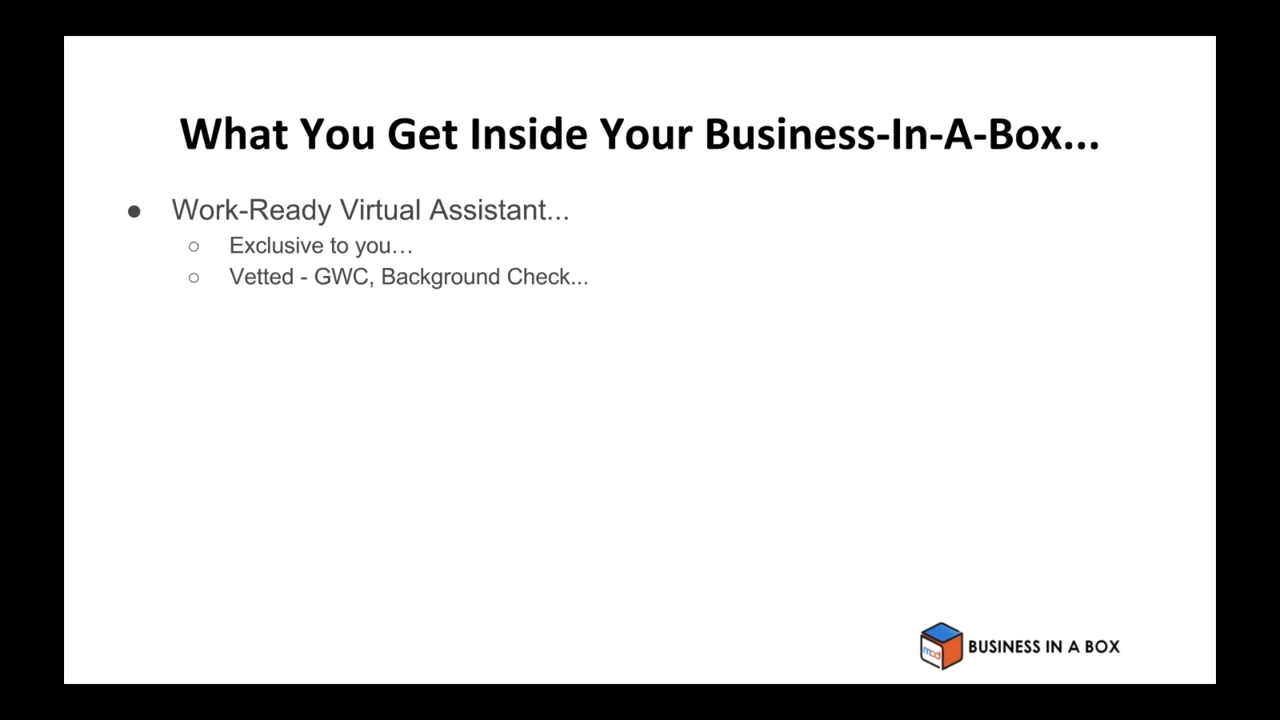 What You Get Inside Your Business-In-A-Box...
● Work-Ready Virtual Assistant...
○ Exclusive to you…
○ Vetted - GWC, Background Check...
mad
BUSINESS IN A BOX